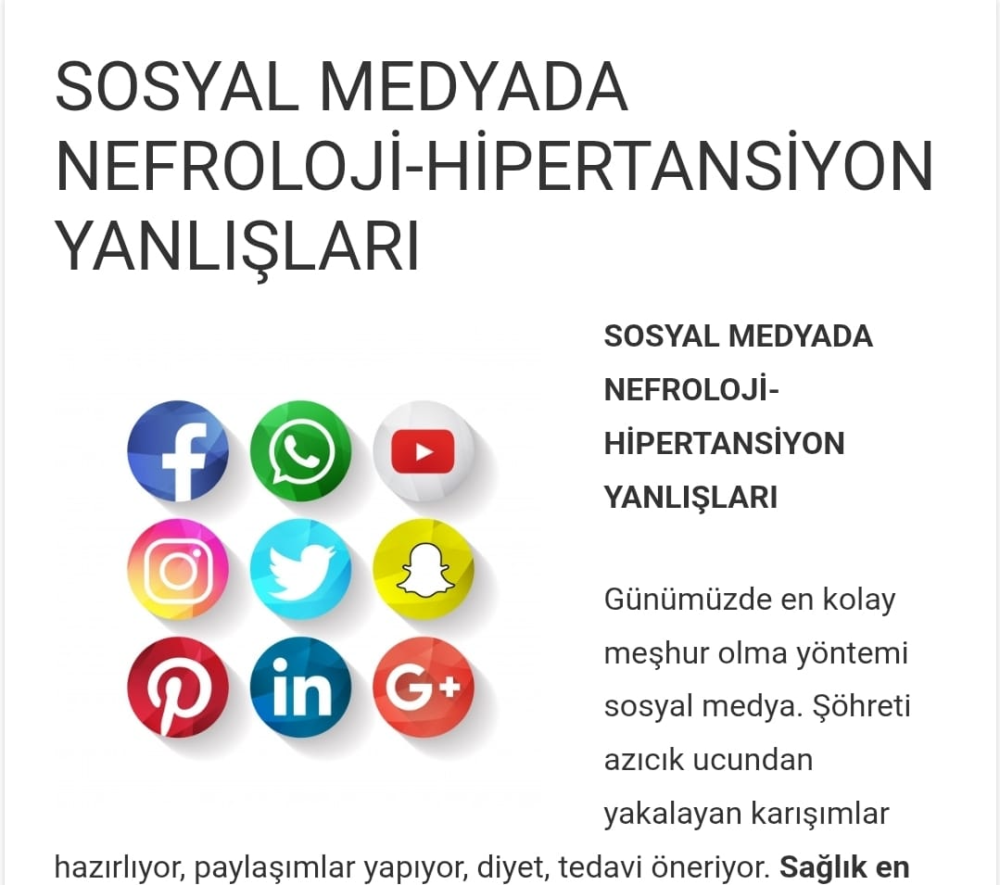 SOSYAL MEDYADA
NEFROLOJİ-HİPERTANSİYON
YANLIŞLARI
SOSYAL MEDYADA
NEFROLOJİ-
HİPERTANSİYON
YANLIŞLARI
Günümüzde en kolay
meşhur olma yöntemi
sosyal medya. Şöhreti
azıcık ucundan
yakalayan karışımlar
hazırlıyor, paylaşımlar yapıyor, diyet, tedavi öneriyor. Sağlık en
f
in
G+